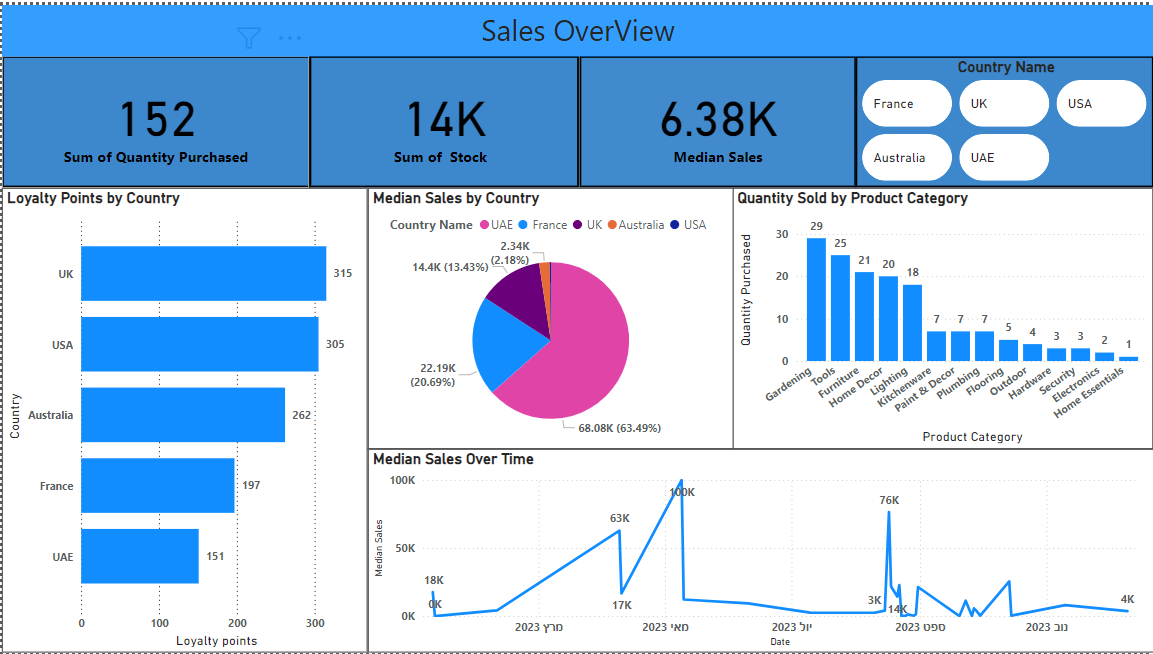 Sales OverView
152
Sum of Quantity Purchased
14K
Sum of Stock
6.38K
Median Sales
Country Name
France
UK
USA
Australia
UAE
Loyalty Points by Country
Country
UK
315
USA
305
Australia
262
France
197
UAE
151
0
100
200
300
Loyalty points
Median Sales by Country
Country Name UAE France UK Australia USA
2.34K
(2.18%)
14.4K (13.43%)
22.19K
(20.69%)
68.08K (63.49%)
Quantity Sold by Product Category
Quantity Purchased
30
20
10
0
29
25
21
20
18
7
7
7
5
4
3
3
2
1
Gardening
Tools
Furniture
Home Decor
Lighting
Kitchenware
Paint & Decor
Plumbing
Flooring
Outdoor
Hardware
Security
Electronics
Home Essentials
Product Category
Median Sales Over Time
Median Sales
100K
50K
0K
18K
0K
63K
17K
100K
3K
76K
14K
4K
מרץ 2023
מאי 2023
יול 2023
ספט 2023
נוב 2023
Date